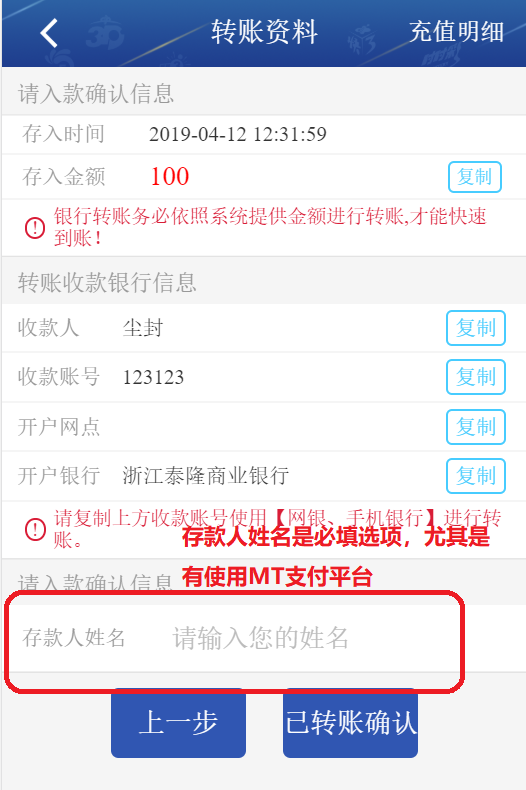 转账资料
充值明细
请入款确认信息
存入时间 2019-04-12 12:31:59
存入金额 100 复制
银行转账务必依照系统提供金额进行转账,才能快速
到账!
转账收款银行信息
收款人 尘封 复制
收款账号 123123 复制
开户网点 复制
开户银行 浙江泰隆商业银行 复制
请复制上方收款账号使用【网银、手机银行】进行转
账。
存款人姓名是必填选项，尤其是
有使用MT支付平台
请入款确认信息
存款人姓名 请输入您的姓名
上一步
已转账确认